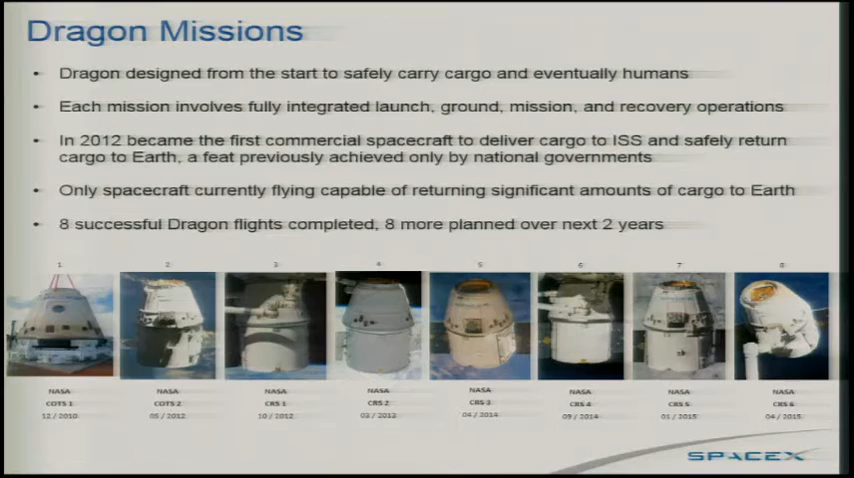 Dragon Missions
• Dragon designed from the start to safely carry cargo and eventually humans
• Each mission involves fully integrated launch, ground, mission, and recovery operations
• In 2012 became the first commercial spacecraft to deliver cargo to ISS and safely return
cargo to Earth, a feat previously achieved only by national governments
• Only spacecraft currently flying capable of returning significant amounts of cargo to Earth
• 8 successful Dragon flights completed, 8 more planned over next 2 years
1 2 3 4 5 6 7 8
NASA NASA NASA NASA NASA NASA NASA NASA
COTS 1 COTS 2 CRS 1 CRS 2 CRS 3 CRS 4 CRS 5 CRS 6
12 / 2010 05 / 2012 10 / 2012 03 / 2013 04 / 2014 09 / 2014 01 / 2015 04 / 2015
SPACEX